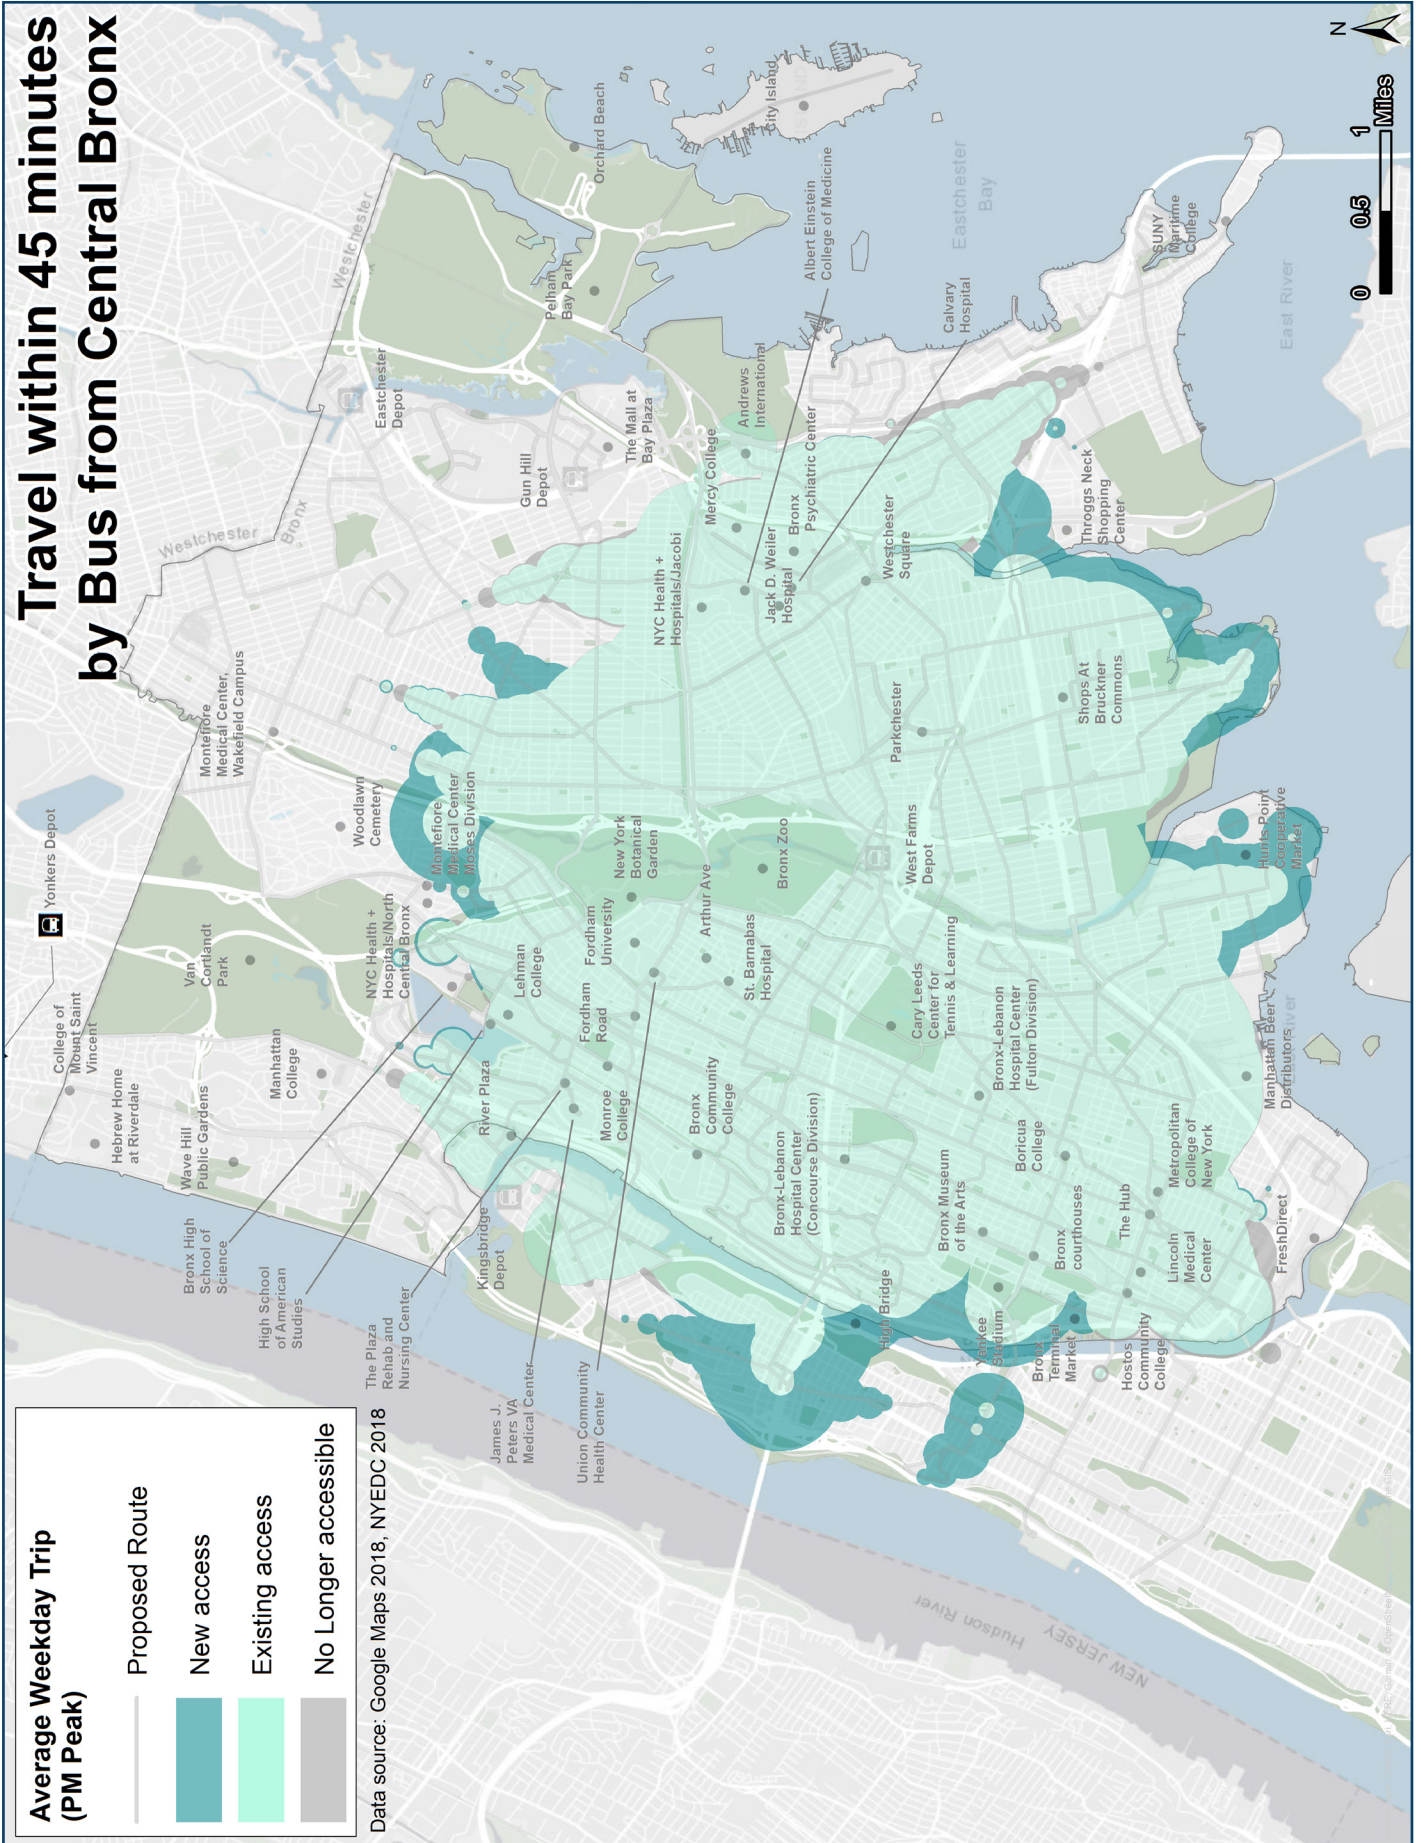 Travel within 45 minutes
by Bus from Central Bronx
Average Weekday Trip
(PM Peak)
Proposed Route
New access
Existing access
No Longer accessible
Data source: Google Maps 2018, NYEDC 2018
N
0
0.5
1
Miles
Yonkers Depot
College of
Mount Saint
Vincent
Hebrew Home
at Riverdale
Wave Hill
Public Gardens
Manhattan
College
Van
Cortlandt
Park
Woodlawn
Cemetery
Montefiore
Medical Center,
Wakefield Campus
Westchester
Bronx
Westchester
Eastchester
Depot
Gun Hill
Depot
The Mall at
Bay Plaza
Pelham
Bay Park
Orchard Beach
City Island
Bronx High
School of
Science
High School
of American
Studies
The Plaza
Rehab and
Nursing Center
James J.
Peters VA
Medical Center
Union Community
Health Center
Kingsbridge
Depot
River Plaza
NYC Health +
Hospitals/North
Central Bronx
Montefiore
Medical Center
Moses Division
Lehman
College
Fordham
University
Fordham
Road
Monroe
College
New York
Botanical
Garden
Arthur Ave
Bronx Zoo
St. Barnabas
Hospital
Bronx
Community
College
Bronx-Lebanon
Hospital Center
(Concourse Division)
NYC Health +
Hospitals/Jacobi
Mercy College
Andrews
International
Jack D. Weiler
Hospital
Bronx
Psychiatric Center
Albert Einstein
College of Medicine
Calvary
Hospital
Westchester
Square
Eastchester
Bay
SUNY
Maritime
College
East River
Throggs Neck
Shopping
Center
Parkchester
Shops At
Bruckner
Commons
West Farms
Depot
Cary Leeds
Center for
Tennis & Learning
Bronx-Lebanon
Hospital Center
(Fulton Division)
Boricua
College
Bronx Museum
of the Arts
Bronx
courthouses
The Hub
Metropolitan
College of
New York
Lincoln
Medical
Center
High Bridge
Yankee
Stadium
Bronx
Terminal
Market
Hostos
Community
College
FreshDirect
Manhattan Beer
Distributors
Hunts Point
Cooperative
Market
River
Hudson River
NEW JERSEY